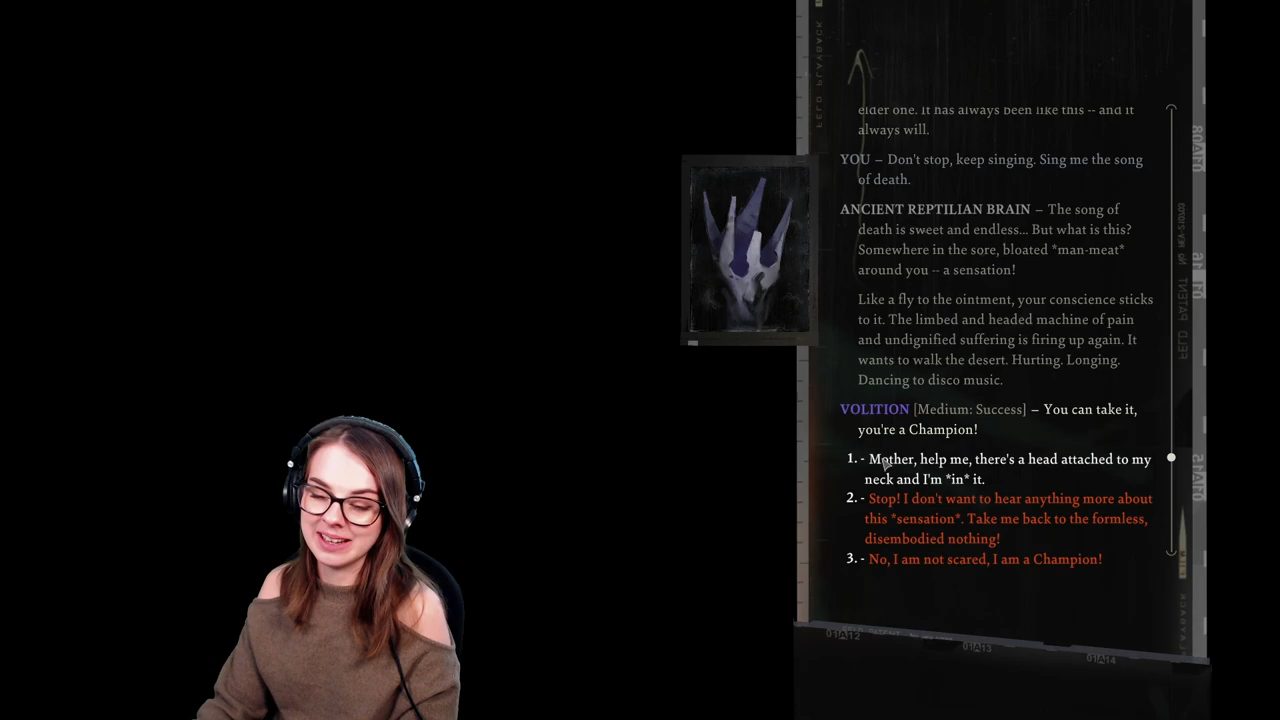 elder one. It has always been like this -- and it
always will.
YOU – Don't stop, keep singing. Sing me the song
of death.
ANCIENT REPTILIAN BRAIN – The song of
death is sweet and endless... But what is this?
Somewhere in the sore, bloated *man-meat*
around you -- a sensation!
Like a fly to the ointment, your conscience sticks
to it. The limbed and headed machine of pain
and undignified suffering is firing up again. It
wants to walk the desert. Hurting. Longing.
Dancing to disco music.
VOLITION [Medium: Success] – You can take it,
you're a Champion!
1. - Mother, help me, there's a head attached to my
neck and I'm *in* it.
2. - Stop! I don't want to hear anything more about
this *sensation*. Take me back to the formless,
disembodied nothing!
3. - No, I am not scared, I am a Champion!
FELD PLAYBACK
FELD PATENT
01A12
01A13
01A14